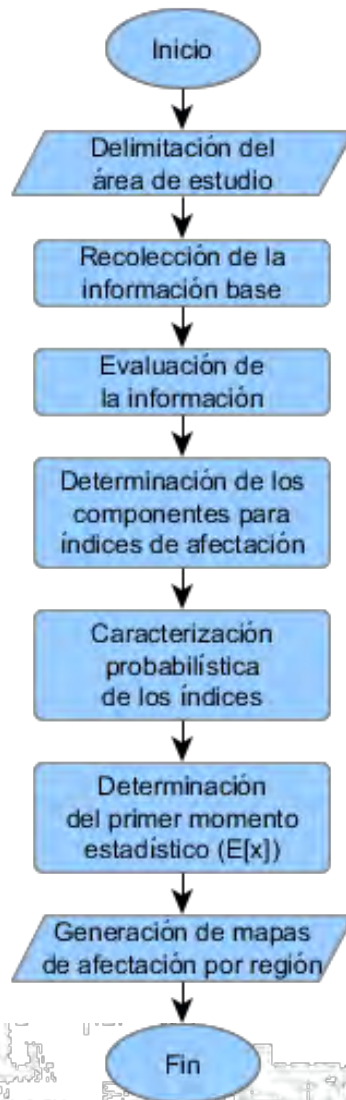 Inicio
Delimitación del
área de estudio
Recolección de la
información base
Evaluación de
la información
Determinación de los
componentes para
índices de afectación
Caracterización
probabilística
de los índices
Determinación
del primer momento
estadístico (E[x])
Generación de mapas
de afectación por región
Fin